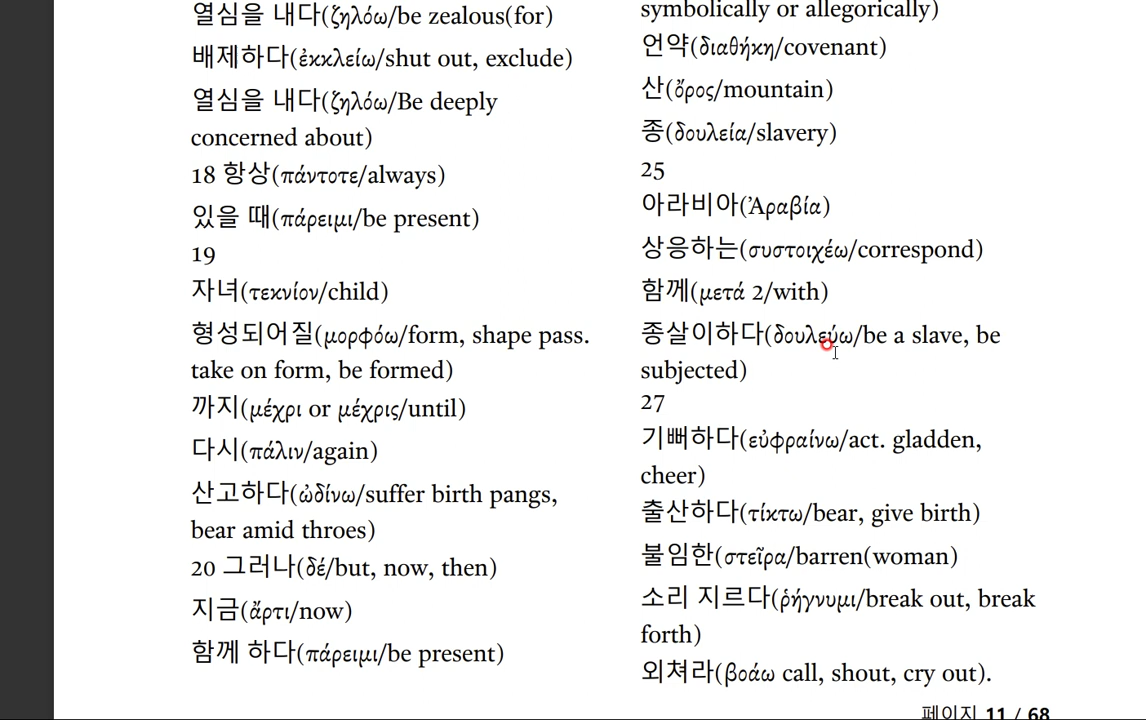 열심을 내다(ζηλόω/be zealous(for)
배제하다(ἐκκλείω/shut out, exclude)
열심을 내다(ζηλόω/Be deeply
concerned about)
18 항상(πάντοτε/always)
있을 때(πάρειμι/be present)
19
자녀(τεκνίον/child)
형성되어질(μορφόω/form, shape pass.
take on form, be formed)
까지(μέχρι or μέχρις/until)
다시(πάλιν/again)
산고하다(ὠδίνω/suffer birth pangs,
bear amid throes)
20 그러나(δέ/but, now, then)
지금(ἄρτι/now)
함께 하다(πάρειμι/be present)
symbolically or allegorically)
언약(διαθήκη/covenant)
산(ὄρος/mountain)
종(δουλεία/slavery)
25
아라비아(Ἀραβία)
상응하는(συστοιχέω/correspond)
함께(μετά 2/with)
종살이하다(δουλεύω/be a slave, be
subjected)
27
기뻐하다(εὐφραίνω/act. gladden,
cheer)
출산하다(τίκτω/bear, give birth)
불임한(στεῖρα/barren(woman)
소리 지르다(ῥήγνυμι/break out, break
forth)
외쳐라(βοάω call, shout, cry out).
페이지 11 / 68